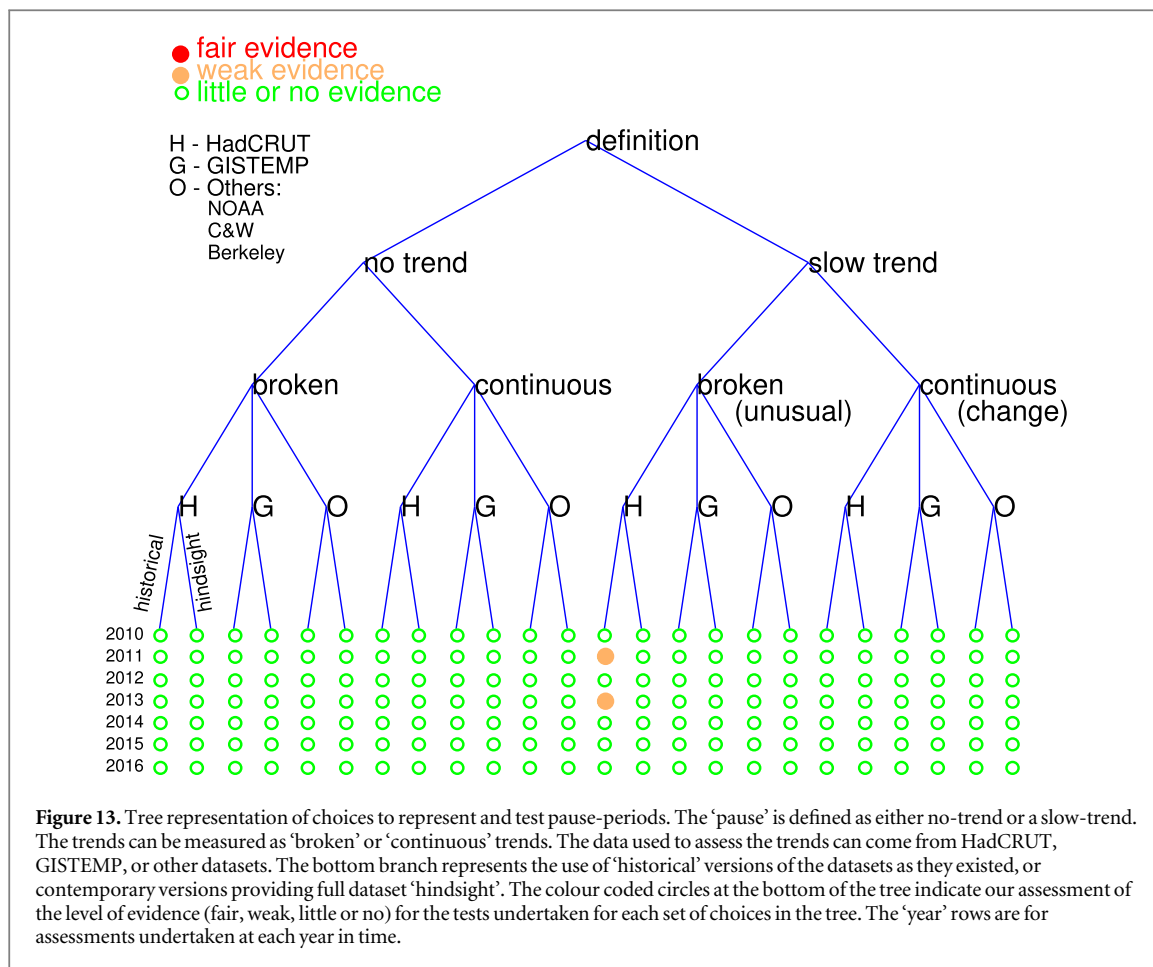 fair evidence
weak evidence
little or no evidence
H - HadCRUT
G - GISTEMP
O - Others:
NOAA
C&W
Berkeley
definition
no trend
slow trend
broken
continuous
broken
(unusual)
continuous
(change)
H
G
O
H
G
O
H
G
O
H
G
O
historical
hindsight
2010
2011
2012
2013
2014
2015
2016
Figure 13. Tree representation of choices to represent and test pause-periods. The ‘pause’ is defined as either no-trend or a slow-trend.
The trends can be measured as ‘broken’ or ‘continuous’ trends. The data used to assess the trends can come from HadCRUT,
GISTEMP, or other datasets. The bottom branch represents the use of ‘historical’ versions of the datasets as they existed, or
contemporary versions providing full dataset ‘hindsight’. The colour coded circles at the bottom of the tree indicate our assessment of
the level of evidence (fair, weak, little or no) for the tests undertaken for each set of choices in the tree. The ‘year’ rows are for
assessments undertaken at each year in time.